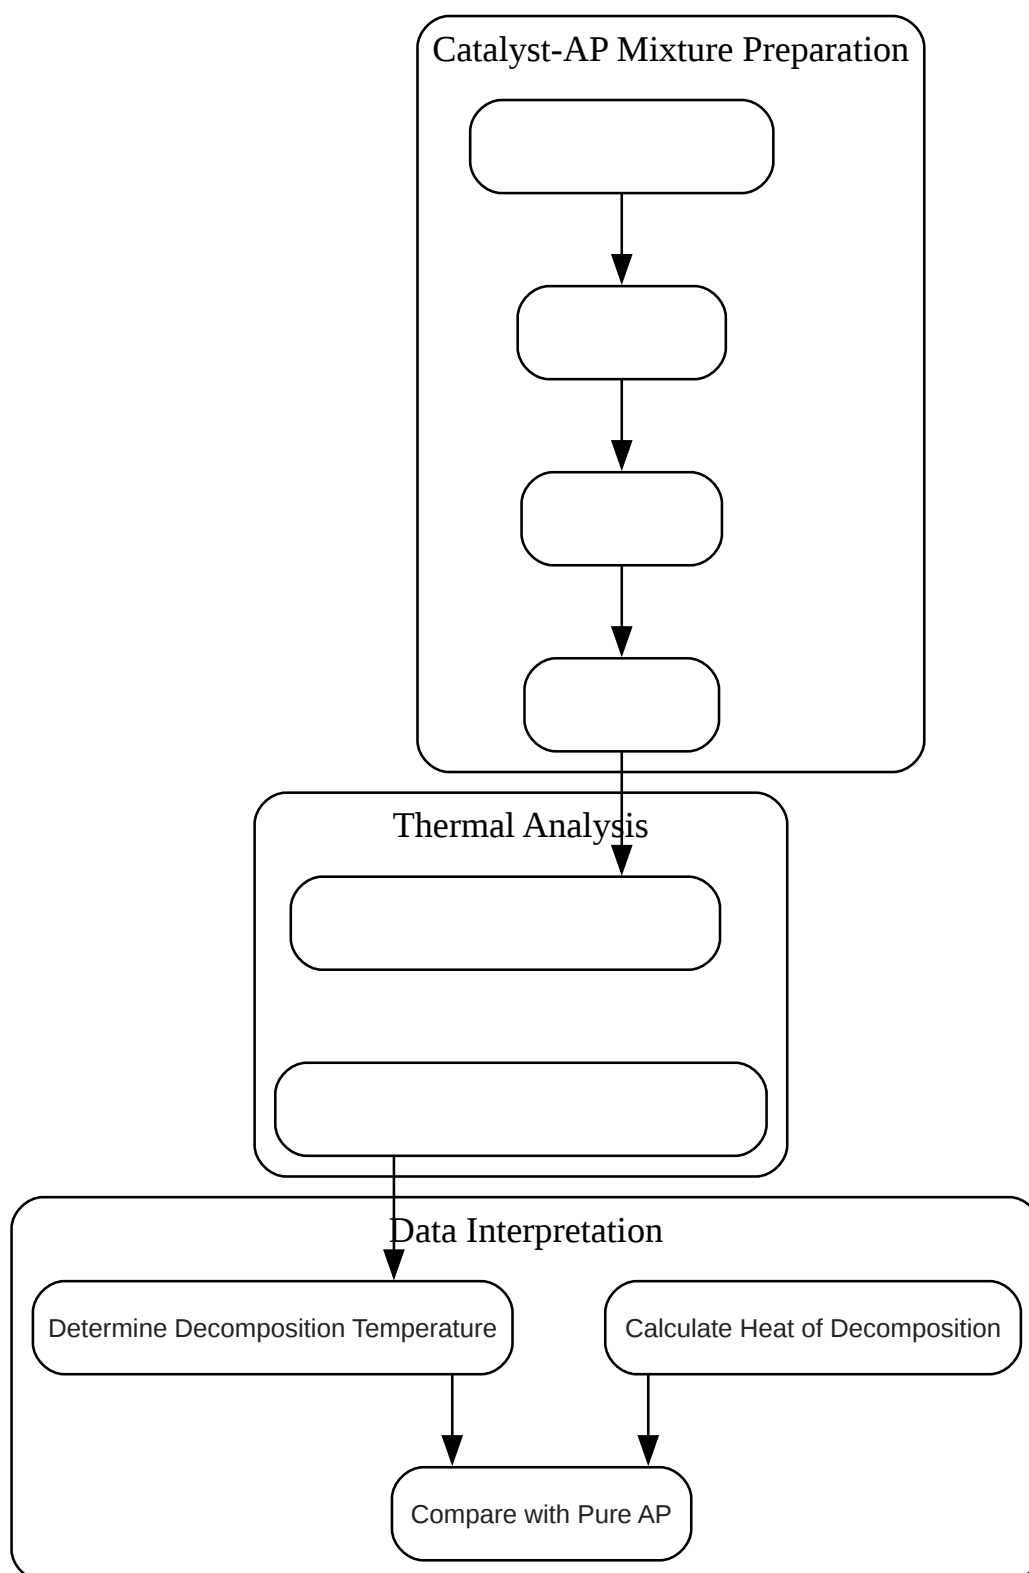 Catalyst-AP Mixture Preparation
Thermal Analysis
Data Interpretation
Determine Decomposition Temperature
Calculate Heat of Decomposition
Compare with Pure AP